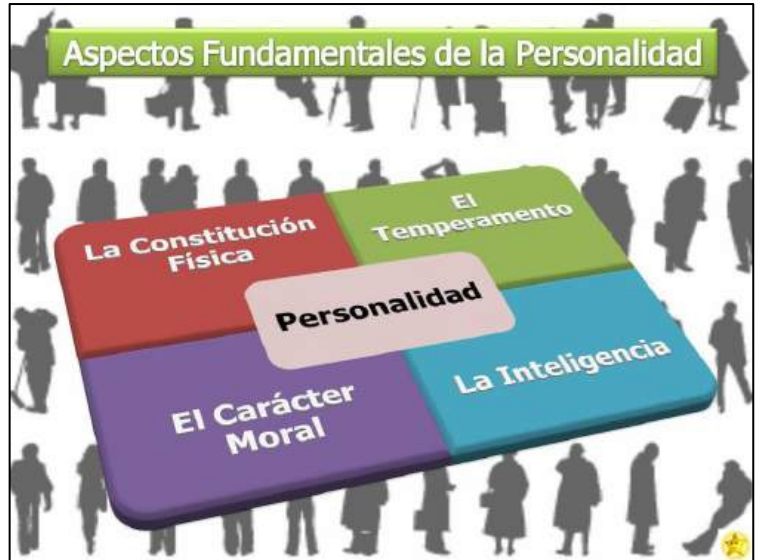 Aspectos Fundamentales de la Personalidad
La Constitución
Física
El
Temperamento
Personalidad
El Carácter
Moral
La Inteligencia